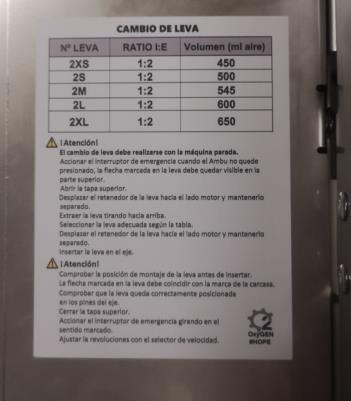 CAMBIO DE LEVA
Nº LEVA RATIO I:E Volumen (ml aire)
2XS 1:2 450
2S 1:2 500
2M 1:2 545
2L 1:2 600
2XL 1:2 650
¡Atención!
El cambio de leva debe realizarse con la máquina parada.
Accionar el interruptor de emergencia cuando el Ambu no quede
presionado, la flecha marcada en la leva debe quedar visible en la
parte superior.
Abrir la tapa superior.
Desplazar el retenedor de la leva hacia el lado motor y mantenerlo
separado.
Extraer la leva tirando hacia arriba.
Seleccionar la leva adecuada según la tabla.
Desplazar el retenedor de la leva hacia el lado motor y mantenerlo
separado.
Insertar la leva en el eje.
¡Atención!
Comprobar la posición de montaje de la leva antes de insertar.
La flecha marcada en la leva debe coincidir con la marca de la carcasa.
Comprobar que la leva queda correctamente posicionada
en los pines del eje.
Cerrar la tapa superior.
Accionar el interruptor de emergencia girando en el
sentido marcado.
Ajustar la revoluciones con el selector de velocidad.
2
OxyGEN
#HOPE